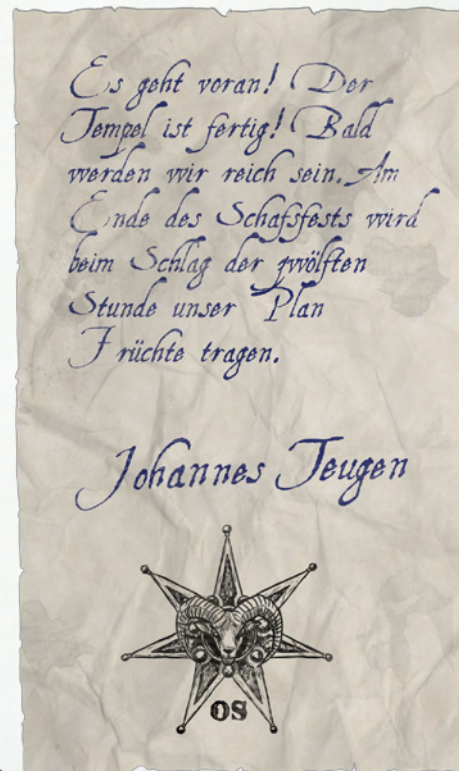 Es geht voran! Der
Tempel ist fertig! Bald
werden wir reich sein. Am
Ende des Schafsfests wird
beim Schlag der zwölften
Stunde unser Plan
Früchte tragen.
Johannes Teugen
OS